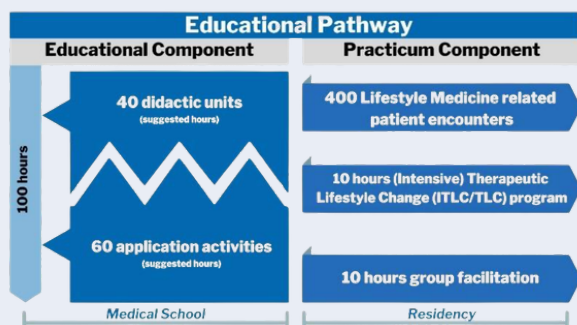 Educational Pathway
Educational Component
Practicum Component
100 hours
40 didactic units
(suggested hours)
60 application activities
(suggested hours)
400 Lifestyle Medicine related
patient encounters
10 hours (Intensive) Therapeutic
Lifestyle Change (ITLC/TLC) program
10 hours group facilitation
Medical School
Residency